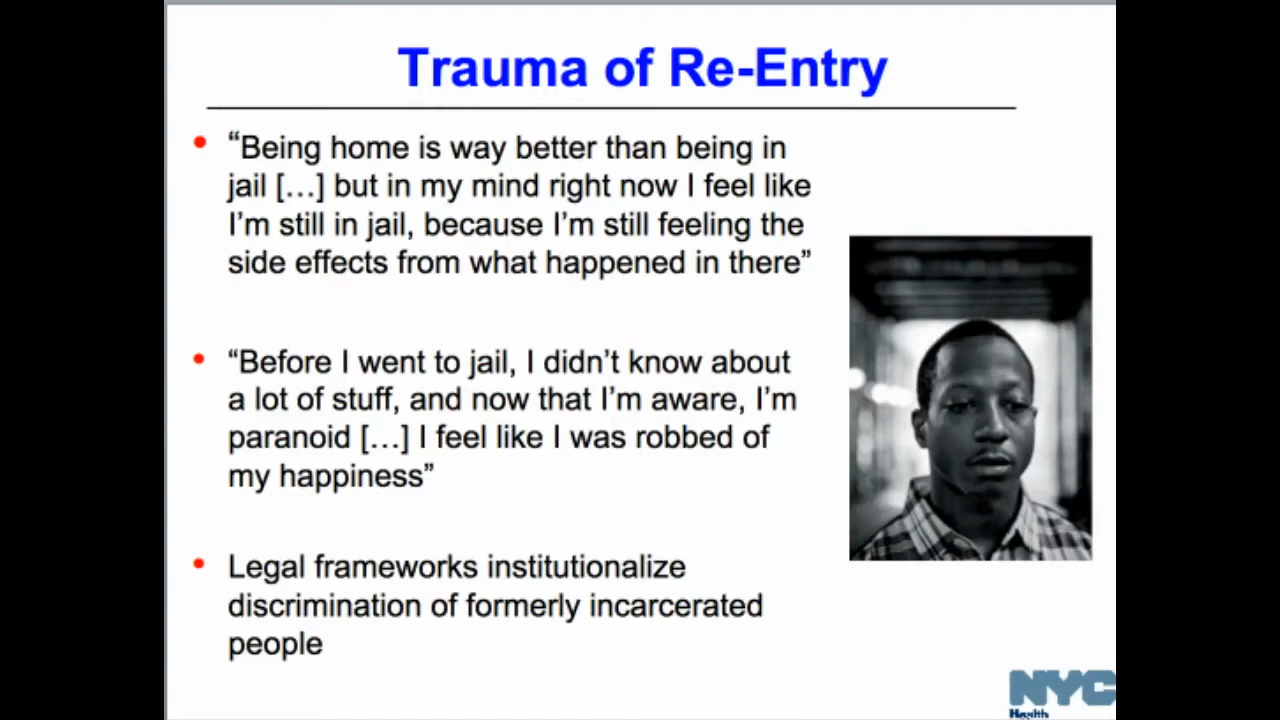 Trauma of Re-Entry
• “Being home is way better than being in
jail […] but in my mind right now I feel like
I’m still in jail, because I’m still feeling the
side effects from what happened in there”
• “Before I went to jail, I didn’t know about
a lot of stuff, and now that I’m aware, I’m
paranoid […] I feel like I was robbed of
my happiness”
• Legal frameworks institutionalize
discrimination of formerly incarcerated
people
NYC
Health